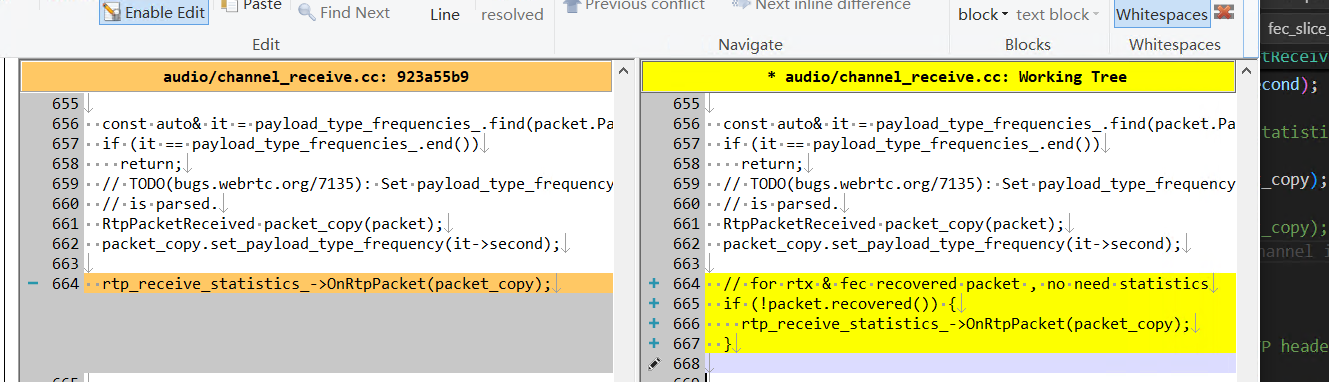 Enable Edit
Paste
Find Next
Line
resolved
Previous conflict
Next inline difference
block
text block
Whitespaces
fec_slice_
Edit
Navigate
Blocks
Whitespaces
audio/channel_receive.cc: 923a55b9
655
656 const auto& it = payload_type_frequencies_.find(packet.Pa
657 if (it == payload_type_frequencies_.end())
658 return;
659 // TODO(bugs.webrtc.org/7135): Set payload_type_frequency
660 // is parsed.
661 RtpPacketReceived packet_copy(packet);
662 packet_copy.set_payload_type_frequency(it->second);
663
− 664 rtp_receive_statistics_->OnRtpPacket(packet_copy);
* audio/channel_receive.cc: Working Tree
655
656 const auto& it = payload_type_frequencies_.find(packet.Pa
657 if (it == payload_type_frequencies_.end())
658 return;
659 // TODO(bugs.webrtc.org/7135): Set payload_type_frequency
660 // is parsed.
661 RtpPacketReceived packet_copy(packet);
662 packet_copy.set_payload_type_frequency(it->second);
663
+ 664 // for rtx & fec recovered packet , no need statistics
+ 665 if (!packet.recovered()) {
+ 666 rtp_receive_statistics_->OnRtpPacket(packet_copy);
+ 667 }
668
tReceiv
cond);
tatisti
_copy);
_copy);
hannel i
P heade